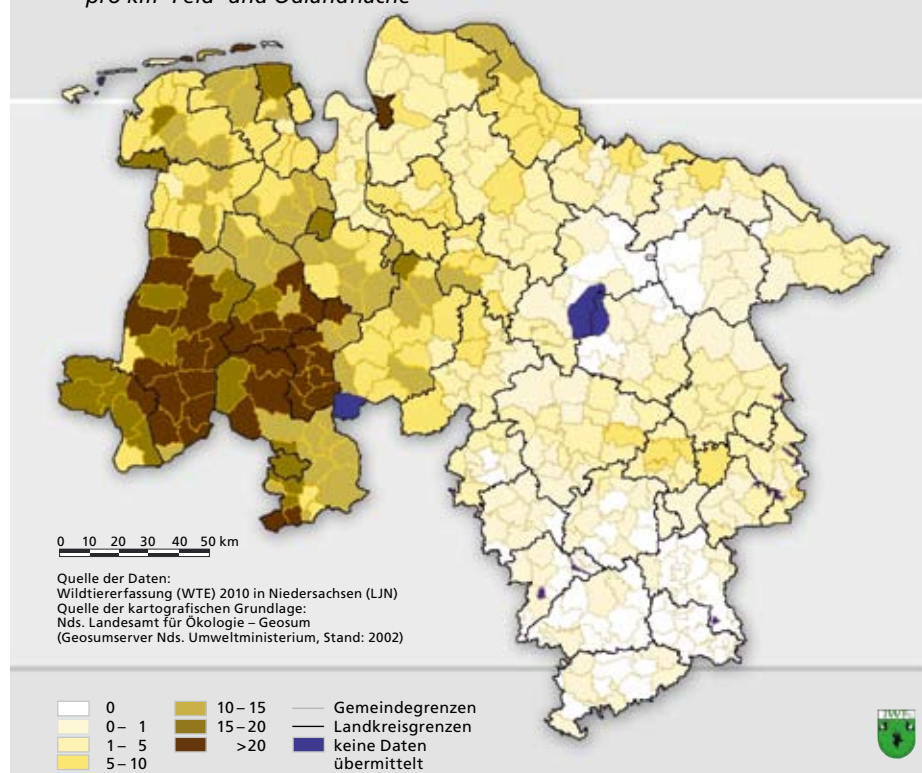 pro km² Feld- und Ödlandfläche
0 10 20 30 40 50 km
Quelle der Daten:
Wildtiererfassung (WTE) 2010 in Niedersachsen (LJN)
Quelle der kartografischen Grundlage:
Nds. Landesamt für Ökologie – Geosum
(Geosumserver Nds. Umweltministerium, Stand: 2002)
0
0 – 1
1 – 5
5 – 10
10 – 15
15 – 20
>20
Gemeindegrenzen
Landkreisgrenzen
keine Daten
übermittelt